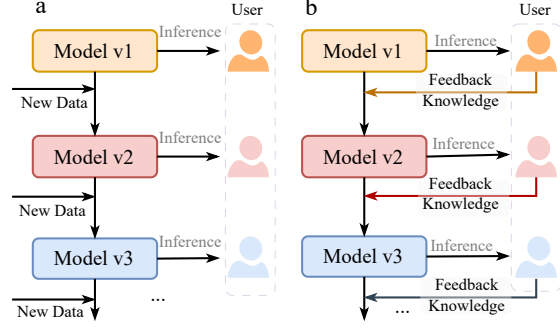 a
User
Model v1
Inference
New Data
Model v2
Inference
New Data
Model v3
Inference
New Data
...
b
User
Model v1
Inference
Feedback
Knowledge
Model v2
Inference
Feedback
Knowledge
Model v3
Inference
Feedback
Knowledge
...